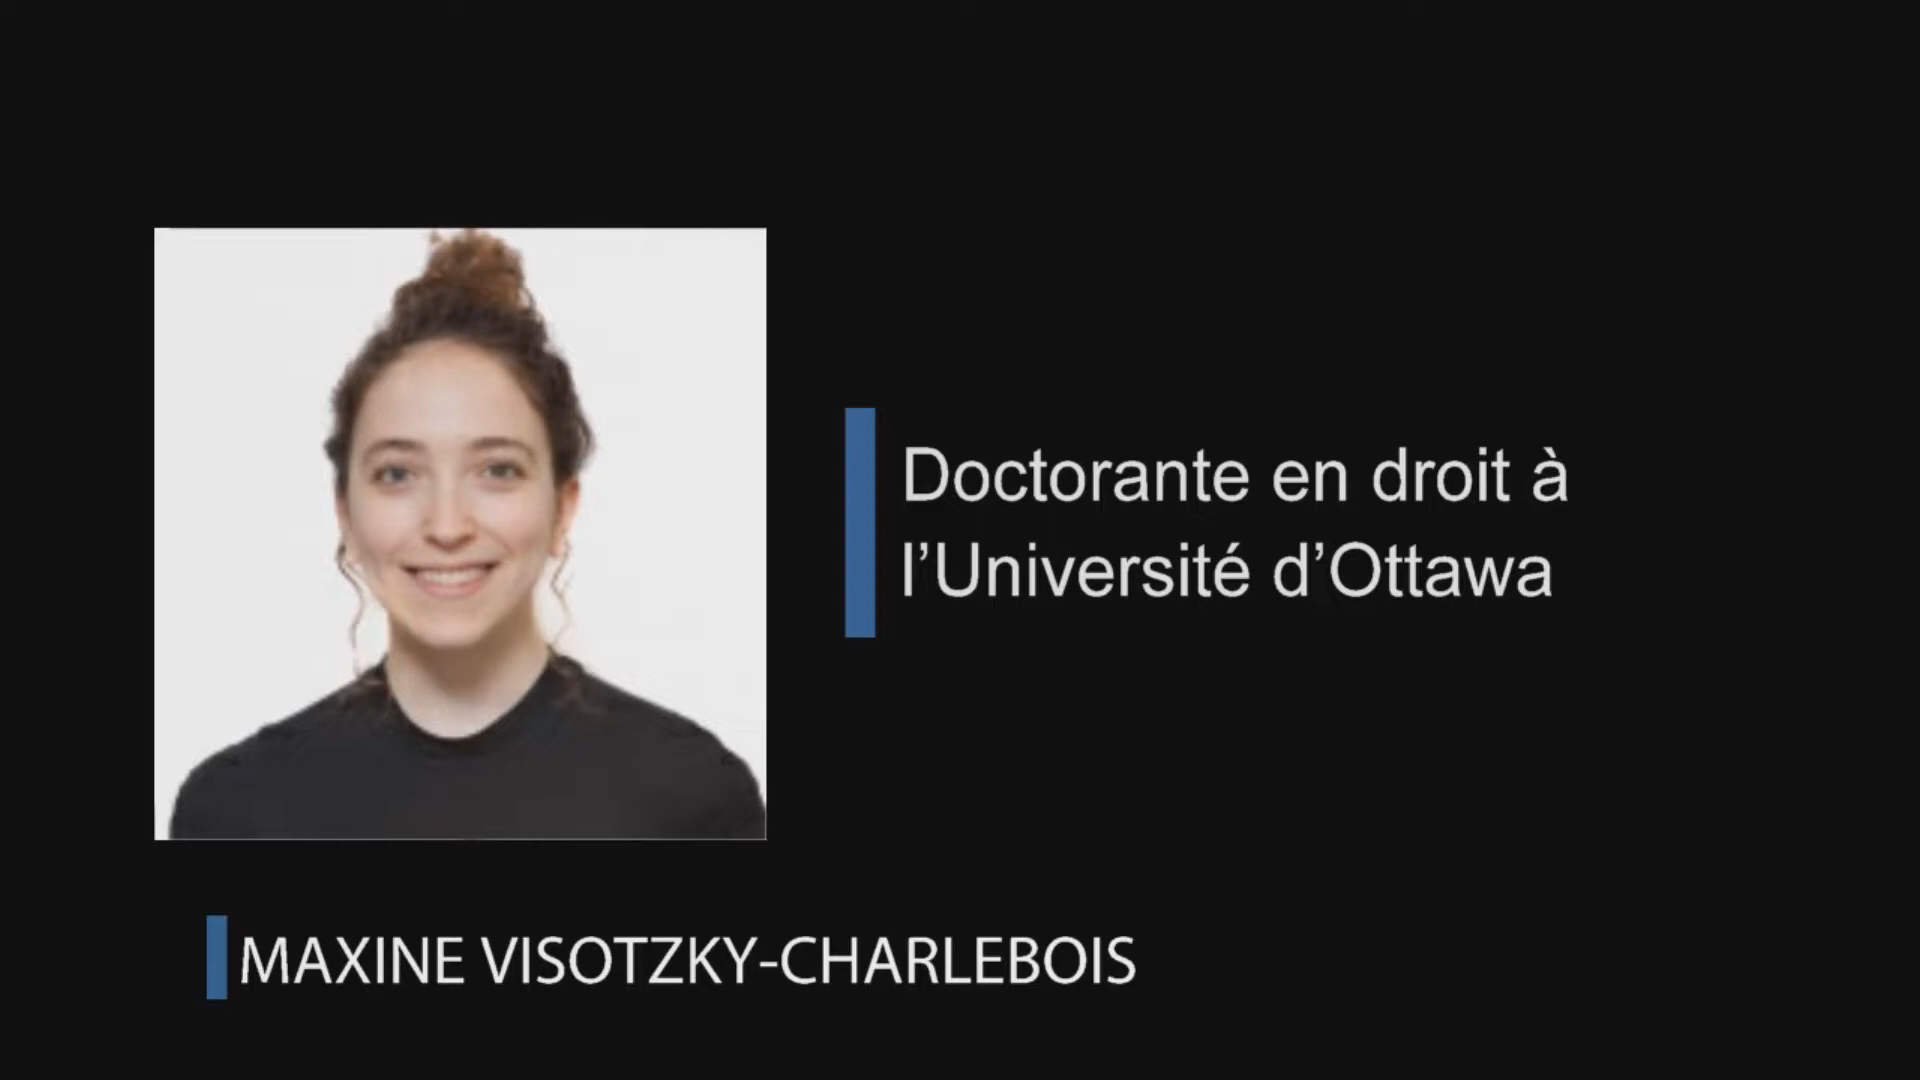 Doctorante en droit à
l’Université d’Ottawa
MAXINE VISOTZKY-CHARLEBOIS